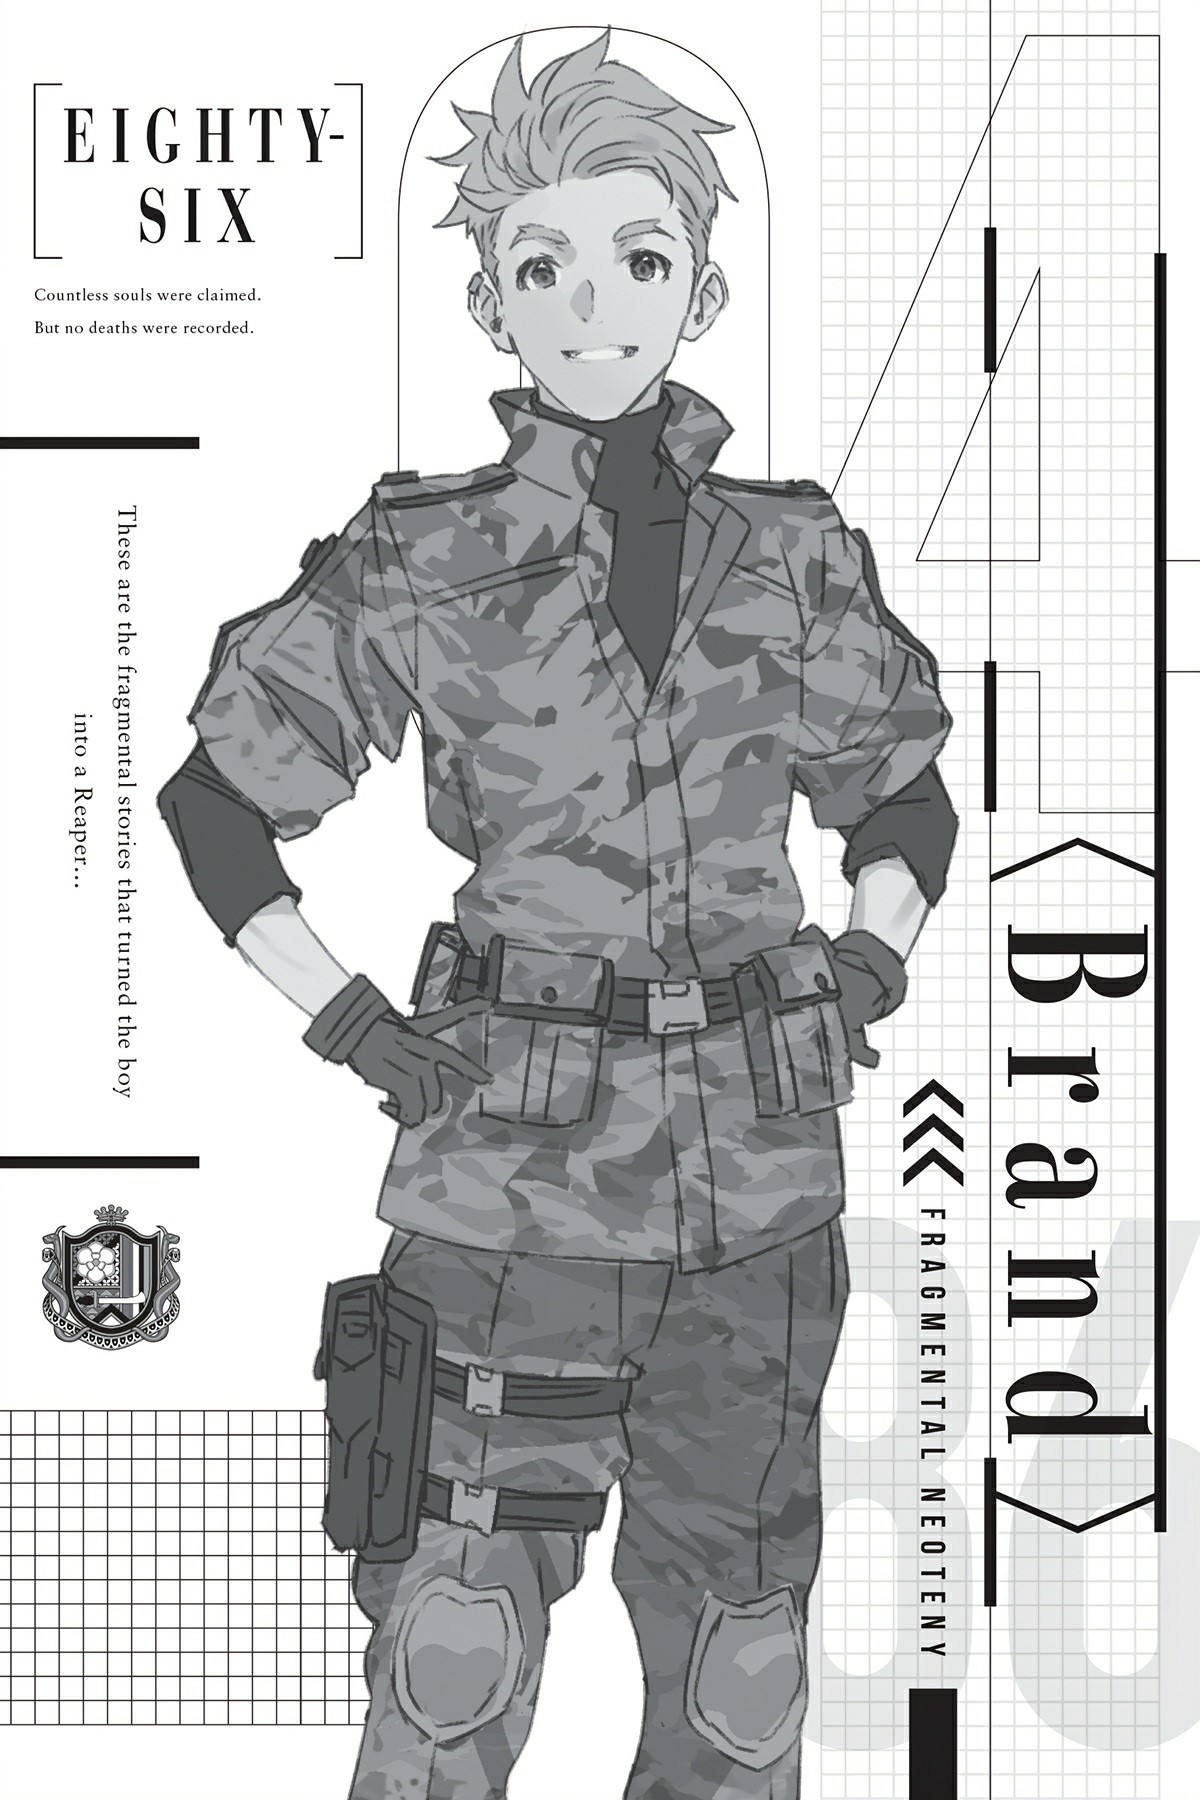 EIGHTY-
SIX
Countless souls were claimed.
But no deaths were recorded.
These are the fragmental stories that turned the boy
into a Reaper...
4
<Brand>
FRAGMENTAL NEOTENY
86